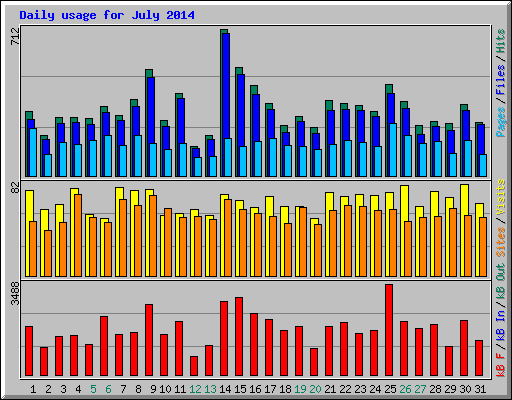 Daily usage for July 2014
712
Pages / Files / Hits
82
Sites / Visits
3488
kB F / kB In / kB Out
1 2 3 4 5 6 7 8 9 10 11 12 13 14 15 16 17 18 19 20 21 22 23 24 25 26 27 28 29 30 31